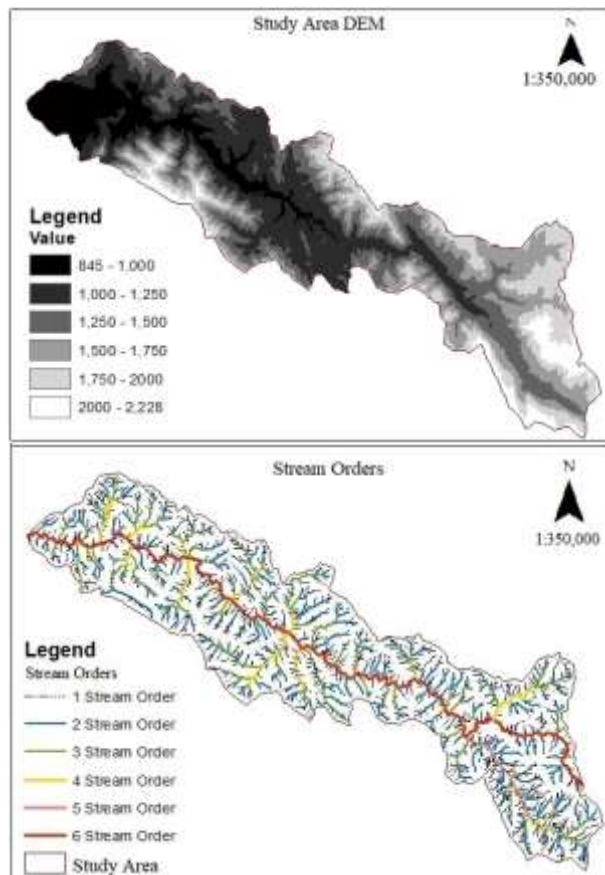 Study Area DEM
N
1:350,000
Legend
Value
845 - 1,000
1,000 - 1,250
1,250 - 1,500
1,500 - 1,750
1,750 - 2000
2000 - 2,228
Stream Orders
N
1:350,000
Legend
Stream Orders
1 Stream Order
2 Stream Order
3 Stream Order
4 Stream Order
5 Stream Order
6 Stream Order
Study Area